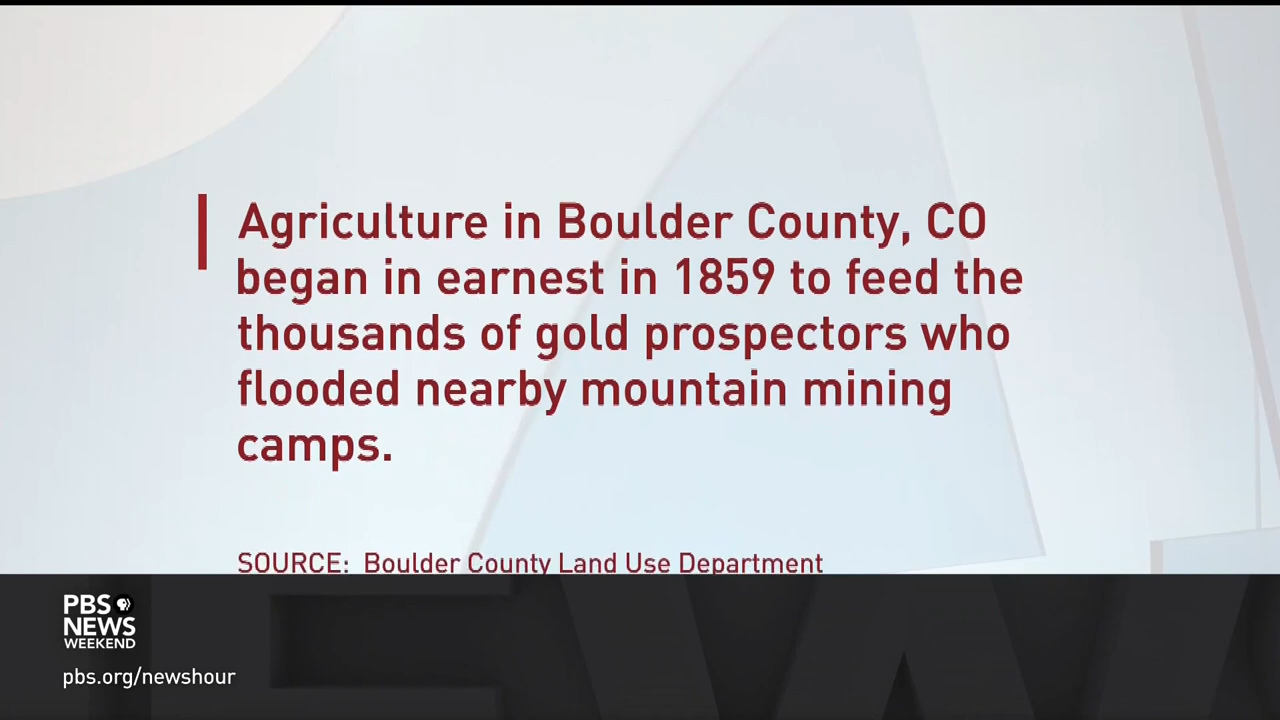 Agriculture in Boulder County, CO
began in earnest in 1859 to feed the
thousands of gold prospectors who
flooded nearby mountain mining
camps.
SOURCE: Boulder County Land Use Department
PBS
NEWS
WEEKEND
pbs.org/newshour